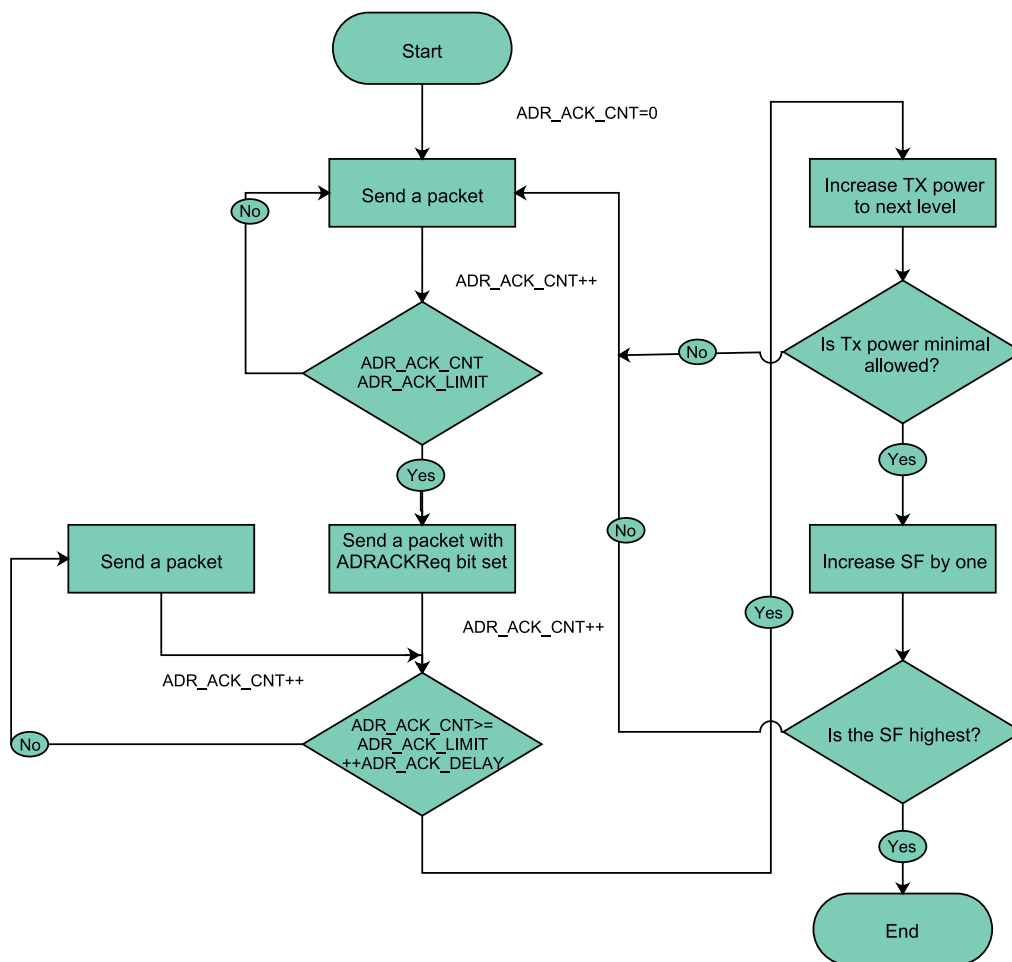 Start
ADR_ACK_CNT=0
Send a packet
No
ADR_ACK_CNT++
ADR_ACK_CNT
ADR_ACK_LIMIT
Yes
Send a packet with
ADRACKReq bit set
Send a packet
ADR_ACK_CNT++
ADR_ACK_CNT++
No
ADR_ACK_CNT>=
ADR_ACK_LIMIT
++ADR_ACK_DELAY
Yes
Increase TX power
to next level
Is Tx power minimal
allowed?
No
Yes
Increase SF by one
No
Is the SF highest?
Yes
End